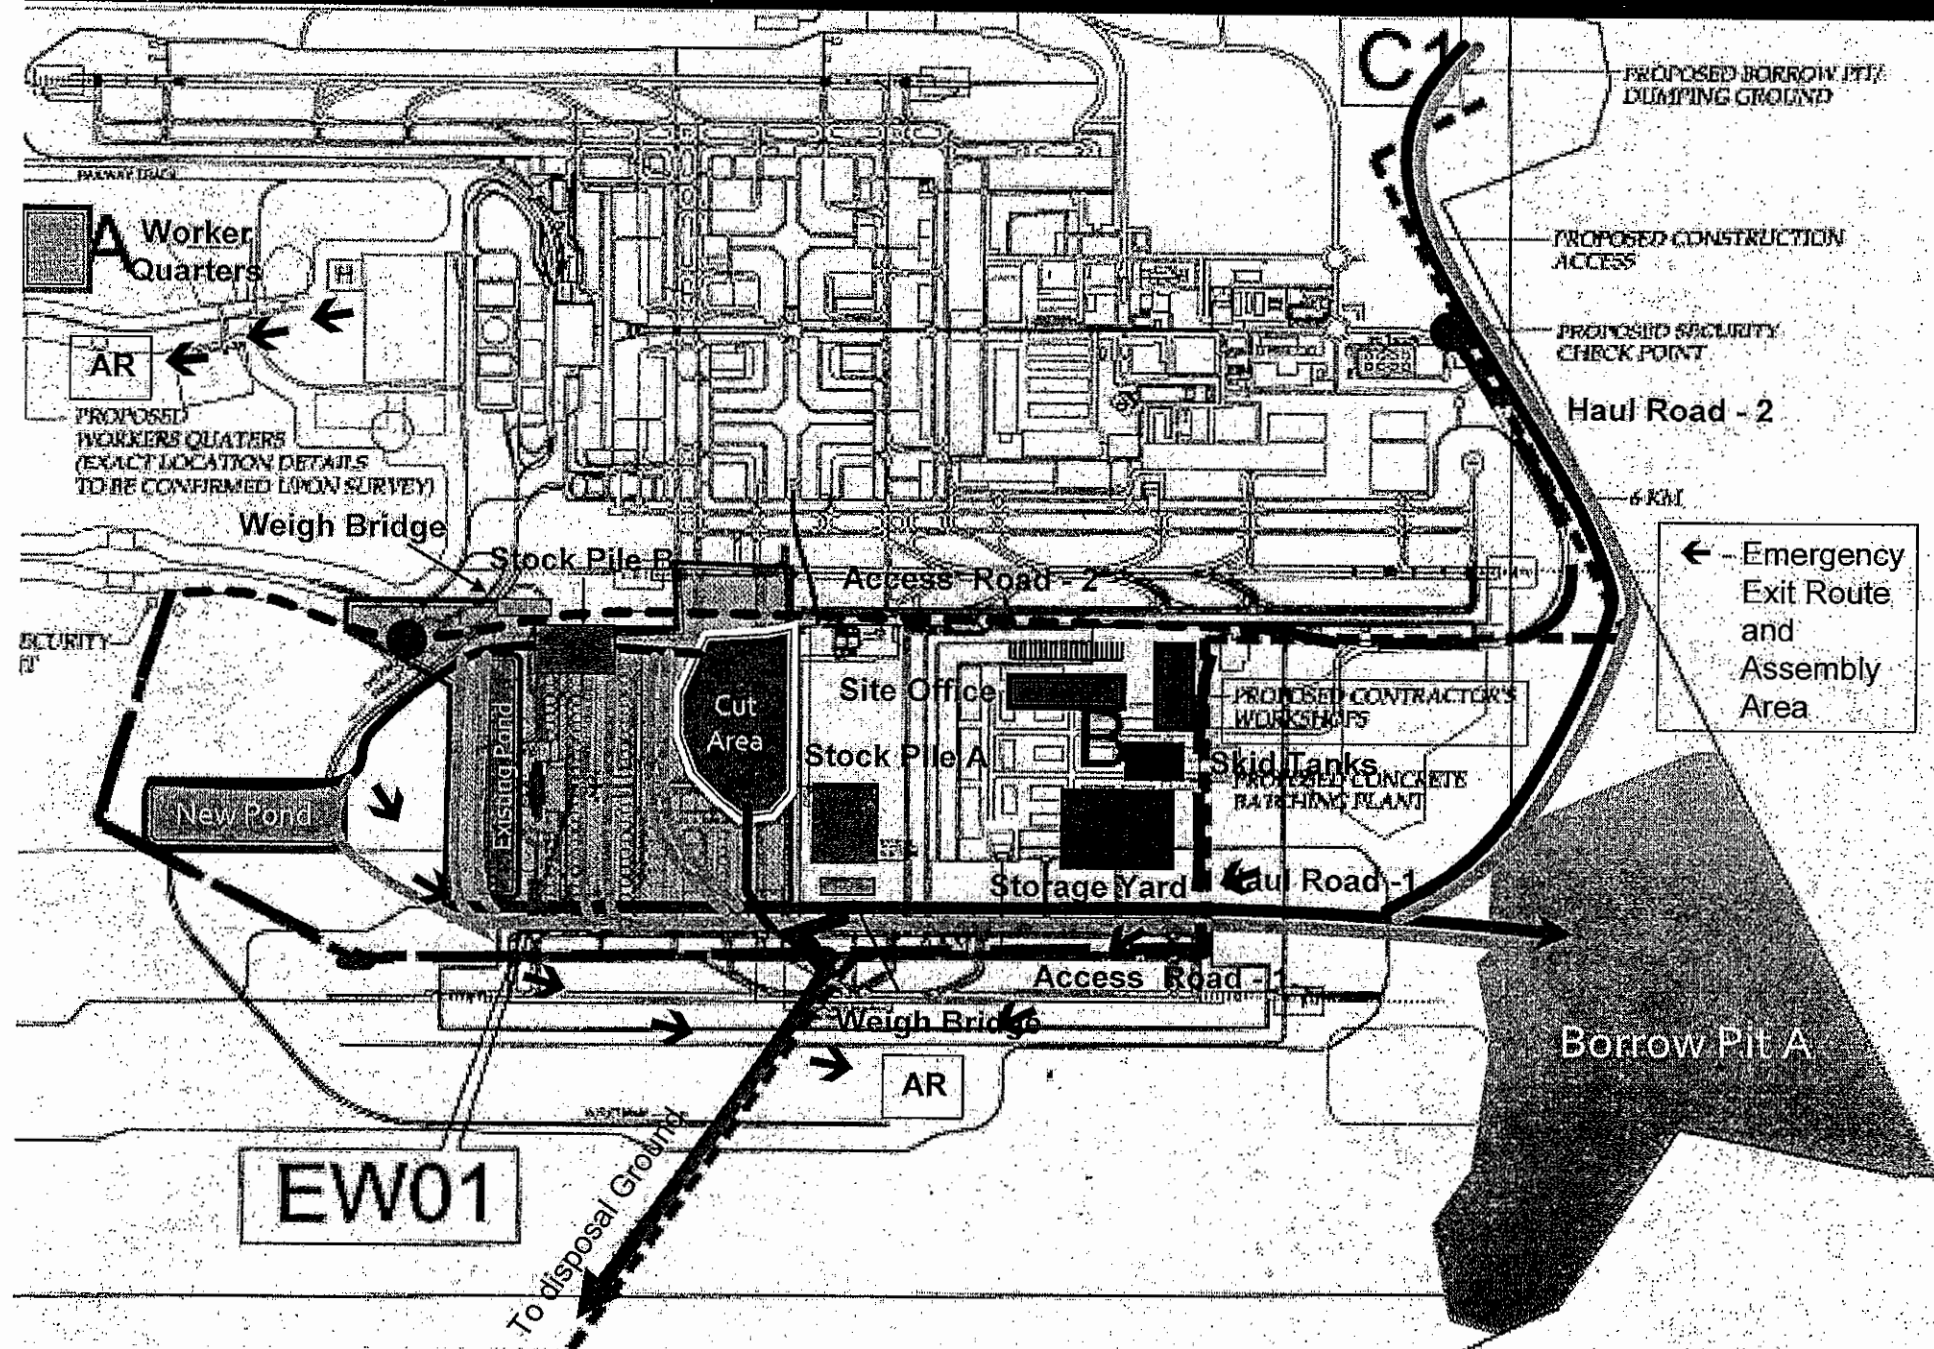 C1
PROPOSED BORROW PIT/
DUMPING GROUND
RAILWAY TRACK
A
Worker
Quarters
H
PROPOSED CONSTRUCTION
ACCESS
AR
PROPOSED SECURITY
CHECK POINT
PROPOSED
WORKERS QUATERS
(EXACT LOCATION DETAILS
TO BE CONFIRMED UPON SURVEY)
Haul Road - 2
6 KM
Weigh Bridge
Stock Pile B
Access Road - 2
Emergency
Exit Route
and
Assembly
Area
Cut
Area
Site Office
B
PROPOSED CONTRACTOR'S
WORKSHOPS
Stock Pile A
Skid Tanks
PROPOSED CONCRETE
BATCHING PLANT
Existing Pond
New Pond
Storage Yard
Haul Road -1
Access Road - 1
Weigh Bridge
Borrow Pit A
AR
EW01
To disposal Ground